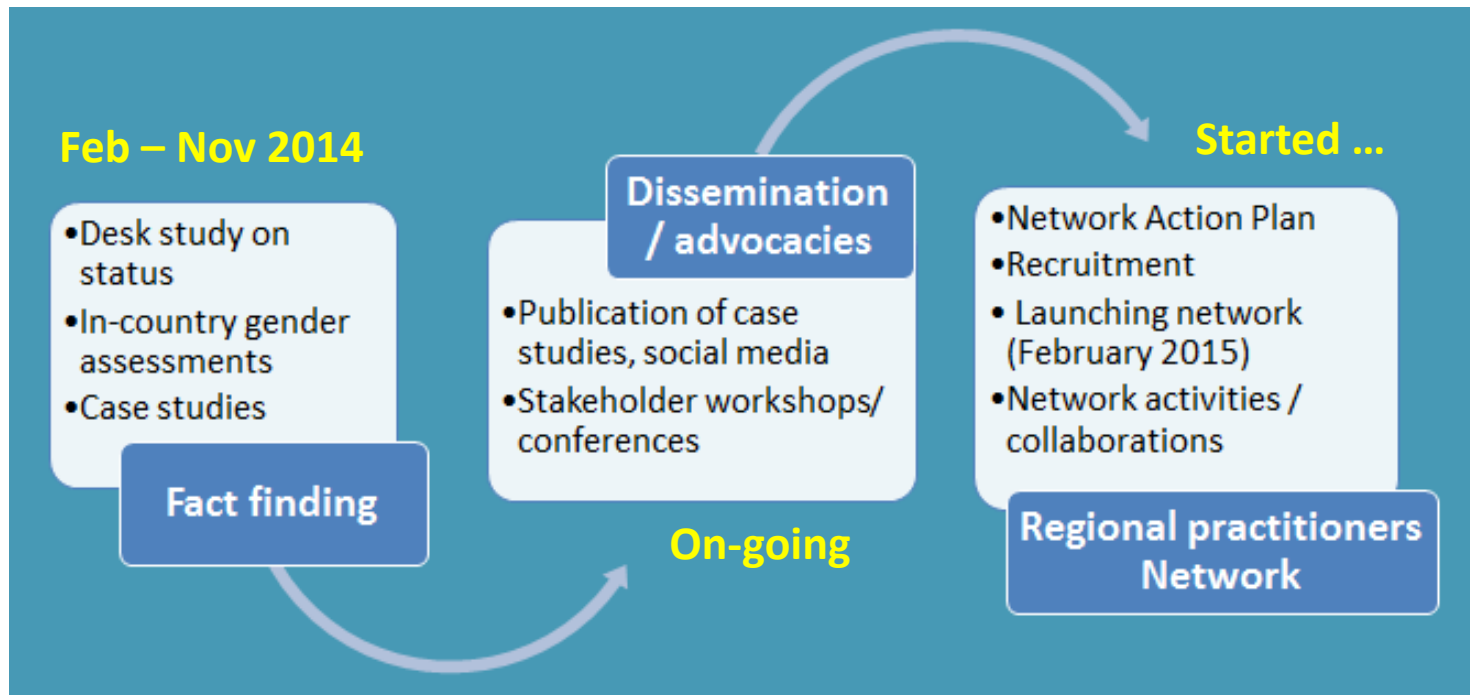 Feb – Nov 2014
•Desk study on
status
•In-country gender
assessments
•Case studies
Fact finding
Dissemination
/ advocacies
•Publication of case
studies, social media
•Stakeholder workshops/
conferences
On-going
Started ...
•Network Action Plan
•Recruitment
• Launching network
(February 2015)
•Network activities /
collaborations
Regional practitioners
Network